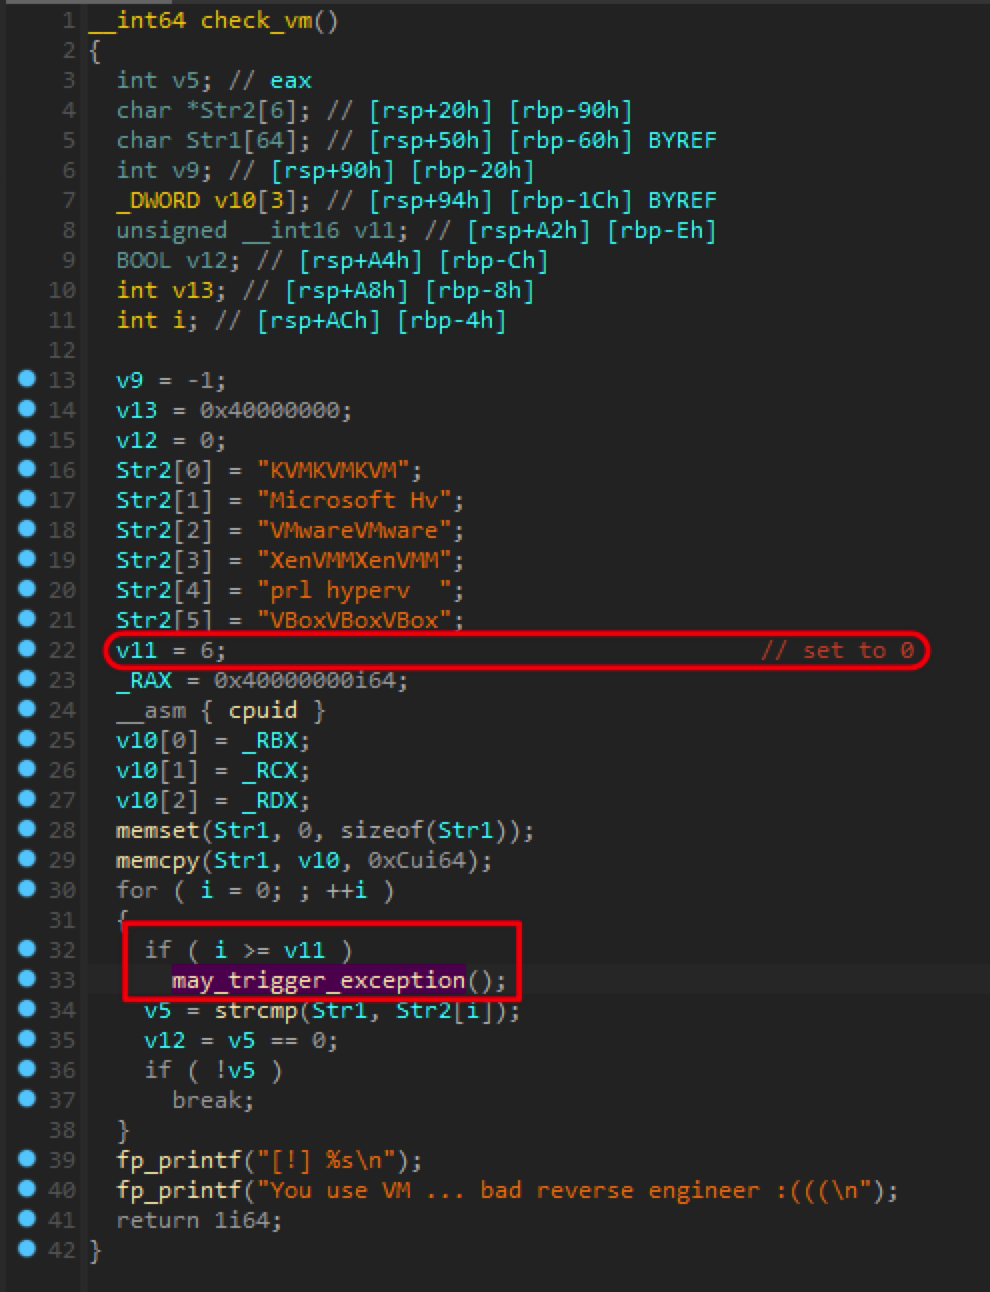 1 __int64 check_vm()
2 {
3 int v5; // eax
4 char *Str2[6]; // [rsp+20h] [rbp-90h]
5 char Str1[64]; // [rsp+50h] [rbp-60h] BYREF
6 int v9; // [rsp+90h] [rbp-20h]
7 _DWORD v10[3]; // [rsp+94h] [rbp-1Ch] BYREF
8 unsigned __int16 v11; // [rsp+A2h] [rbp-Eh]
9 BOOL v12; // [rsp+A4h] [rbp-Ch]
10 int v13; // [rsp+A8h] [rbp-8h]
11 int i; // [rsp+ACh] [rbp-4h]
12
13 v9 = -1;
14 v13 = 0x40000000;
15 v12 = 0;
16 Str2[0] = "KVMKVMKVM";
17 Str2[1] = "Microsoft Hv";
18 Str2[2] = "VMwareVMware";
19 Str2[3] = "XenVMMXenVMM";
20 Str2[4] = "prl hyperv  ";
21 Str2[5] = "VBoxVBoxVBox";
22 v11 = 6; // set to 0
23 _RAX = 0x40000000i64;
24 __asm { cpuid }
25 v10[0] = _RBX;
26 v10[1] = _RCX;
27 v10[2] = _RDX;
28 memset(Str1, 0, sizeof(Str1));
29 memcpy(Str1, v10, 0xCui64);
30 for ( i = 0; ; ++i )
31 {
32 if ( i >= v11 )
33 may_trigger_exception();
34 v5 = strcmp(Str1, Str2[i]);
35 v12 = v5 == 0;
36 if ( !v5 )
37 break;
38 }
39 fp_printf("[!] %s\n");
40 fp_printf("You use VM ... bad reverse engineer :(((\n");
41 return 1i64;
42 }